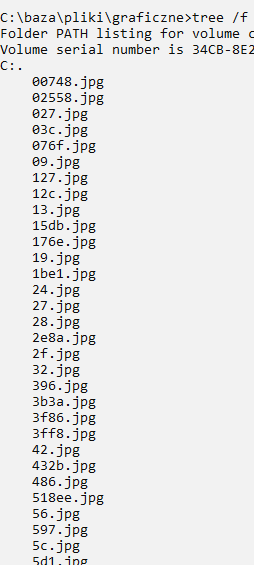 C:\baza\pliki\graficzne>tree /f
Folder PATH listing for volume
Volume serial number is 34CB-8E2
C:.
00748.jpg
02558.jpg
027.jpg
03c.jpg
076f.jpg
09.jpg
127.jpg
12c.jpg
13.jpg
15db.jpg
176e.jpg
19.jpg
1be1.jpg
24.jpg
27.jpg
28.jpg
2e8a.jpg
2f.jpg
32.jpg
396.jpg
3b3a.jpg
3f86.jpg
3ff8.jpg
42.jpg
432b.jpg
486.jpg
518ee.jpg
56.jpg
597.jpg
5c.jpg
5d1.jpg